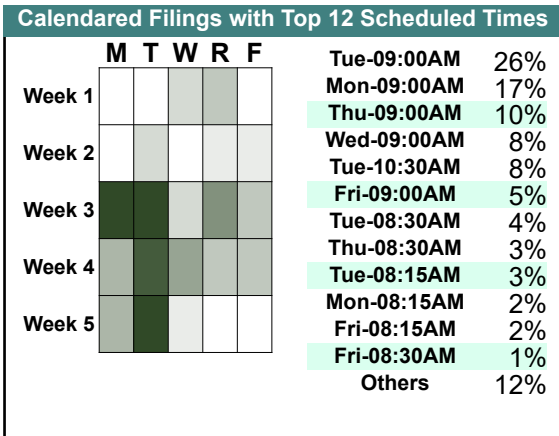 Calendared Filings with Top 12 Scheduled Times
M T W R F
Week 1
Week 2
Week 3
Week 4
Week 5
Tue-09:00AM 26%
Mon-09:00AM 17%
Thu-09:00AM 10%
Wed-09:00AM 8%
Tue-10:30AM 8%
Fri-09:00AM 5%
Tue-08:30AM 4%
Thu-08:30AM 3%
Tue-08:15AM 3%
Mon-08:15AM 2%
Fri-08:15AM 2%
Fri-08:30AM 1%
Others 12%